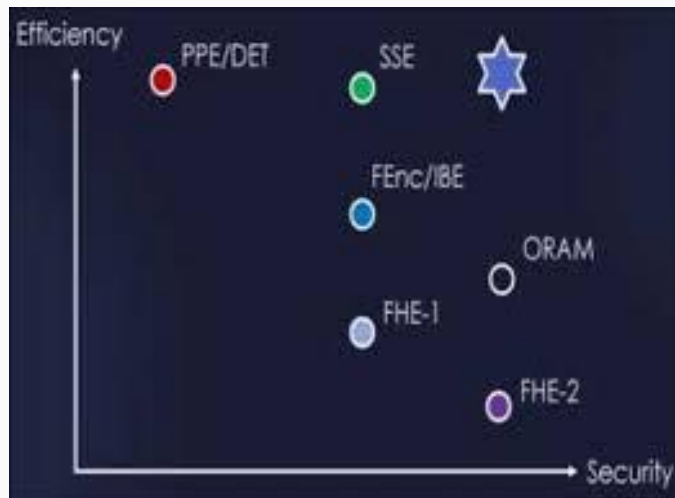 Efficiency
PPE/DET
SSE
FEnc/IBE
ORAM
FHE-1
FHE-2
Security